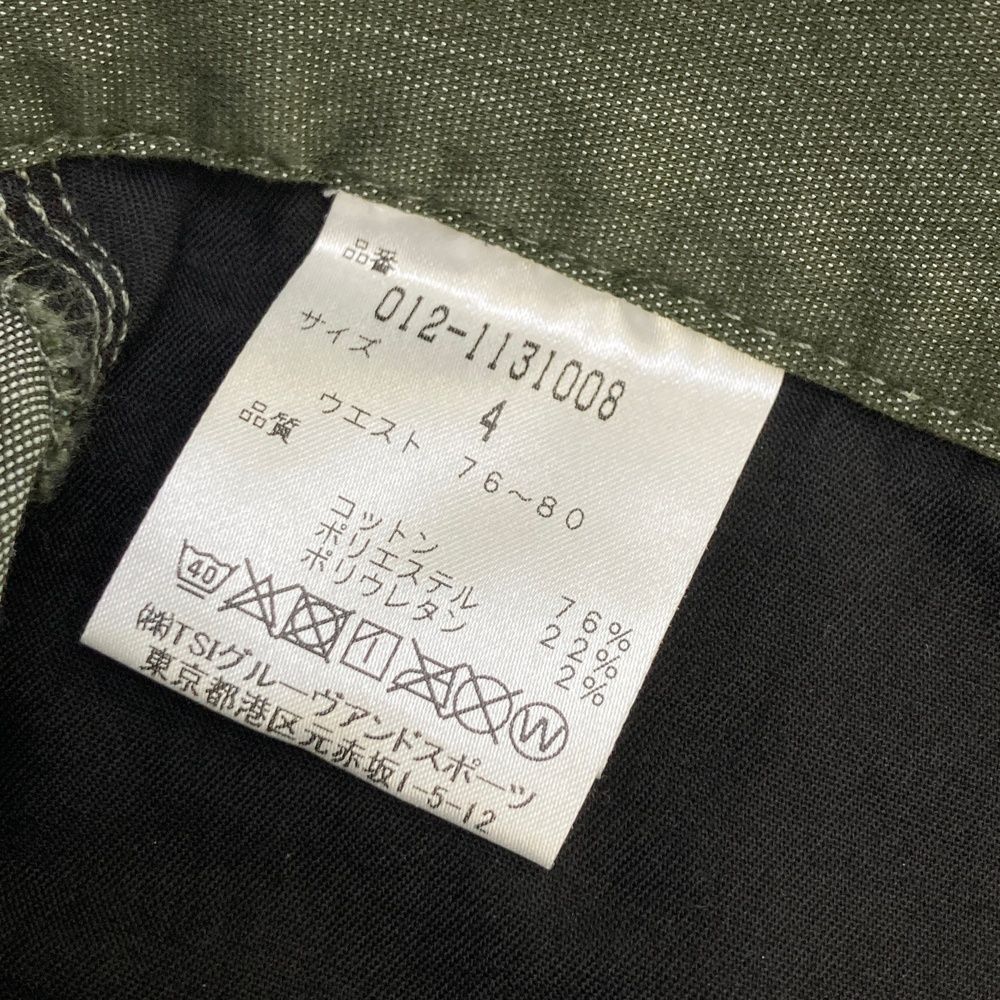 品番
012-1131008
サイズ 4
ウエスト 76~80
品質
コットン 76%
ポリエステル 22%
ポリウレタン 2%
40 W
㈱TSIグルーヴアンドスポーツ
東京都港区元赤坂1-5-12